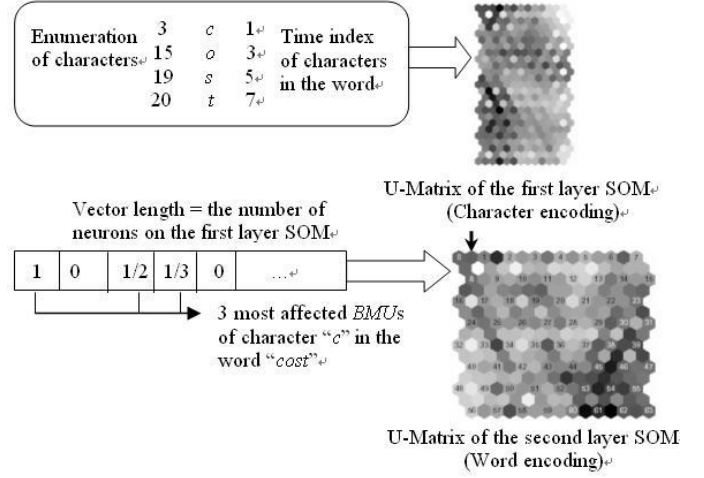 Enumeration of characters
3 c 1
15 o 3
19 s 5
20 t 7
Time index of characters in the word
U-Matrix of the first layer SOM
(Character encoding)
Vector length = the number of
neurons on the first layer SOM
1 0 1/2 1/3 0 ...
3 most affected BMUs
of character “c” in the
word “cost”
U-Matrix of the second layer SOM
(Word encoding)